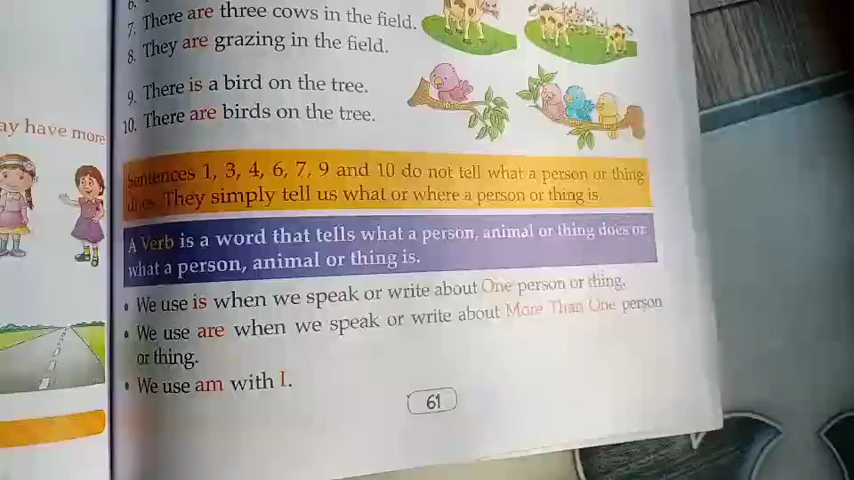 6.
7. There are three cows in the field.
8. They are grazing in the field.
9. There is a bird on the tree.
10. There are birds on the tree.
ay have more
Sentences 1, 3, 4, 6, 7, 9 and 10 do not tell what a person or thing
does. They simply tell us what or where a person or thing is.
A Verb is a word that tells what a person, animal or thing does or
what a person, animal or thing is.
• We use is when we speak or write about One person or thing.
• We use are when we speak or write about More Than One person
or thing.
• We use am with I.
61